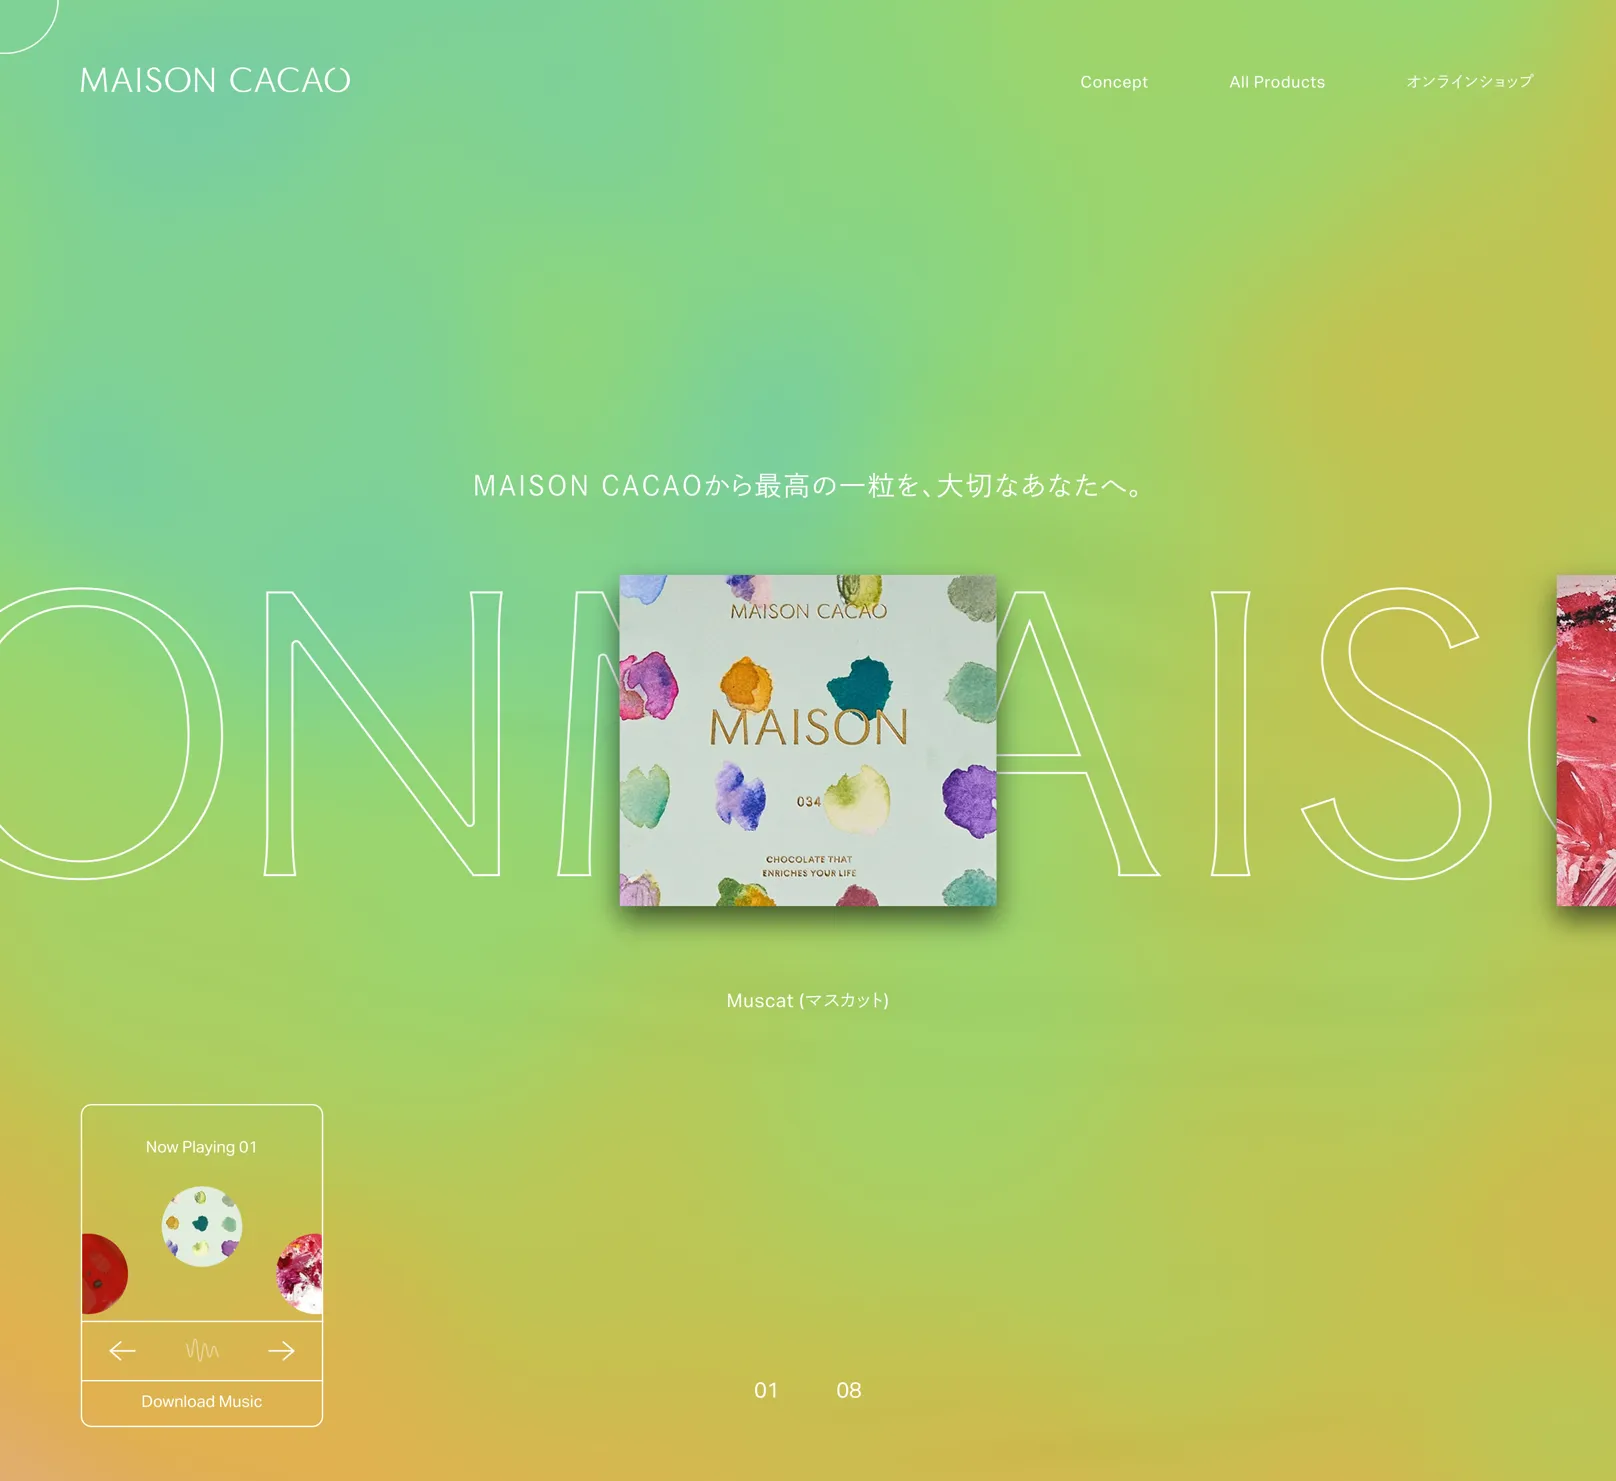 MAISON CACAO
Concept
All Products
オンラインショップ
MAISON CACAOから最高の一粒を、大切なあなたへ。
ONMAISO
MAISON CACAO
MAISON
034
CHOCOLATE THAT
ENRICHES YOUR LIFE
Muscat (マスカット)
Now Playing 01
Download Music
01
08